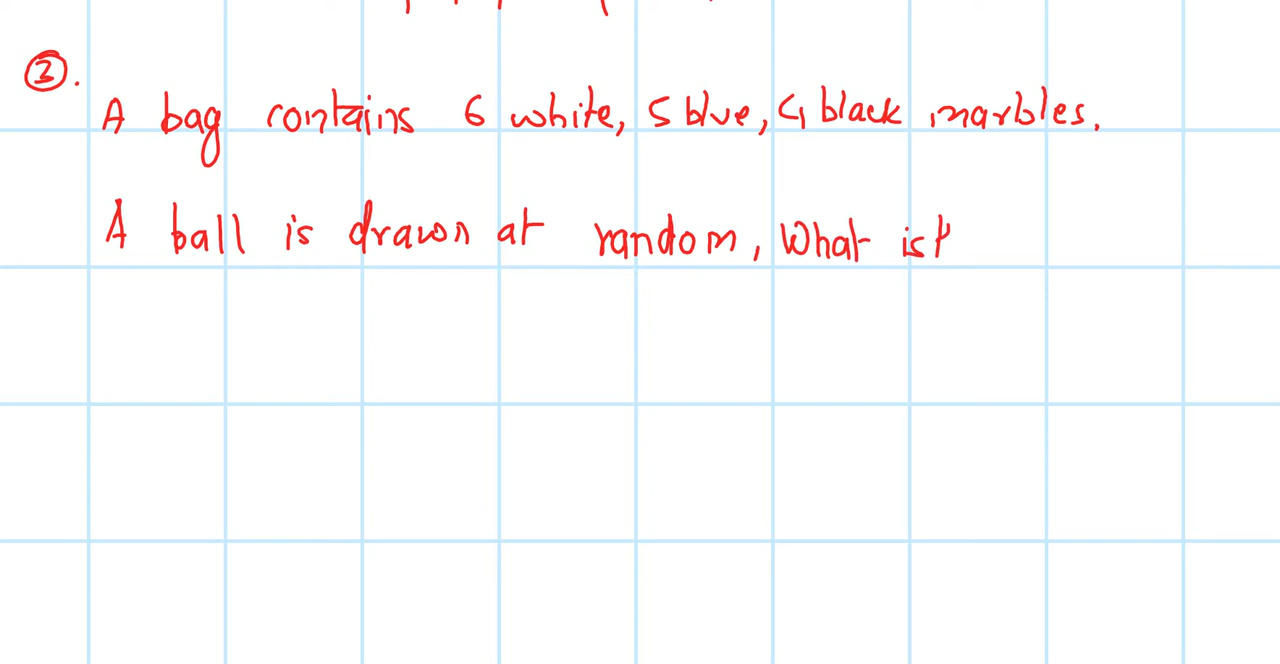 ③.
A bag contains 6 white, 5 blue, 4 black marbles.
A ball is drawn at random, What is